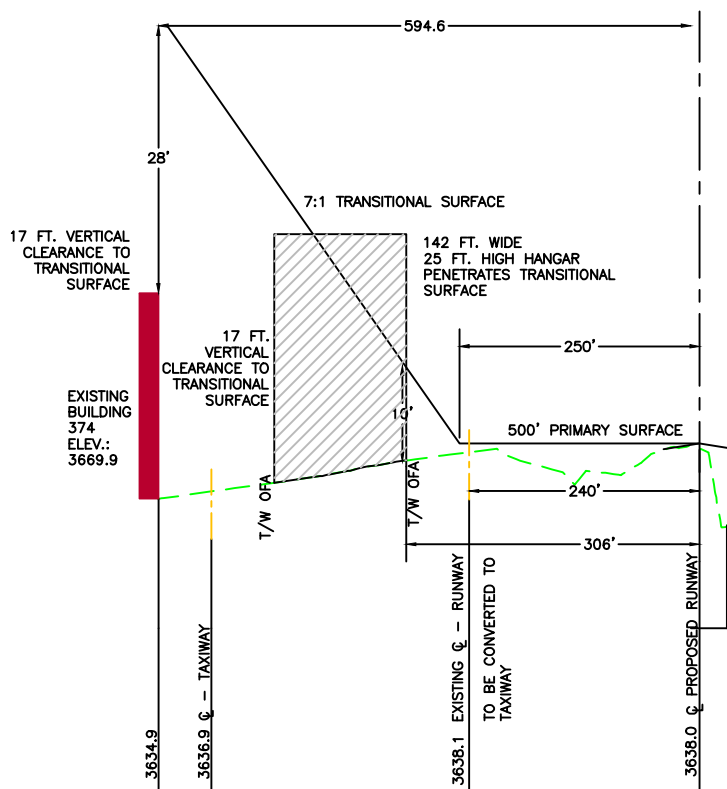 594.6
28'
7:1 TRANSITIONAL SURFACE
17 FT. VERTICAL
CLEARANCE TO
TRANSITIONAL
SURFACE
142 FT. WIDE
25 FT. HIGH HANGAR
PENETRATES TRANSITIONAL
SURFACE
17 FT.
VERTICAL
CLEARANCE TO
TRANSITIONAL
SURFACE
250'
EXISTING
BUILDING
374
ELEV.:
3669.9
10'
500' PRIMARY SURFACE
T/W OFA
T/W OFA
240'
306'
3634.9
3636.9 ℄ - TAXIWAY
3638.1 EXISTING ℄ - RUNWAY
TO BE CONVERTED TO
TAXIWAY
3638.0 ℄ PROPOSED RUNWAY